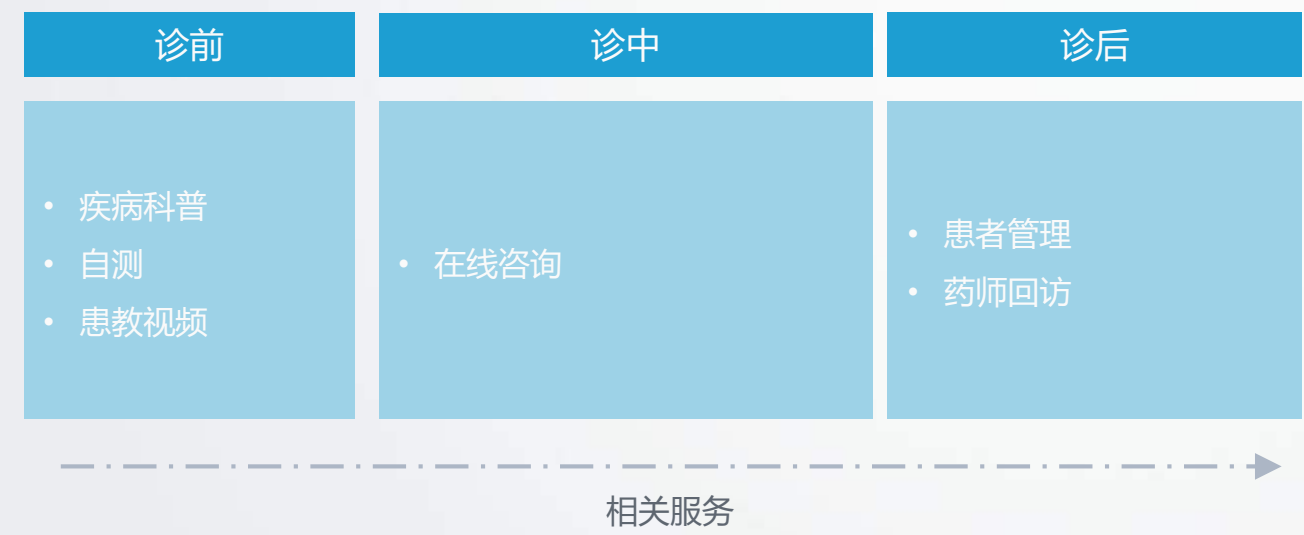 诊前
诊中
诊后
• 疾病科普
• 自测
• 患教视频
• 在线咨询
• 患者管理
• 药师回访
相关服务